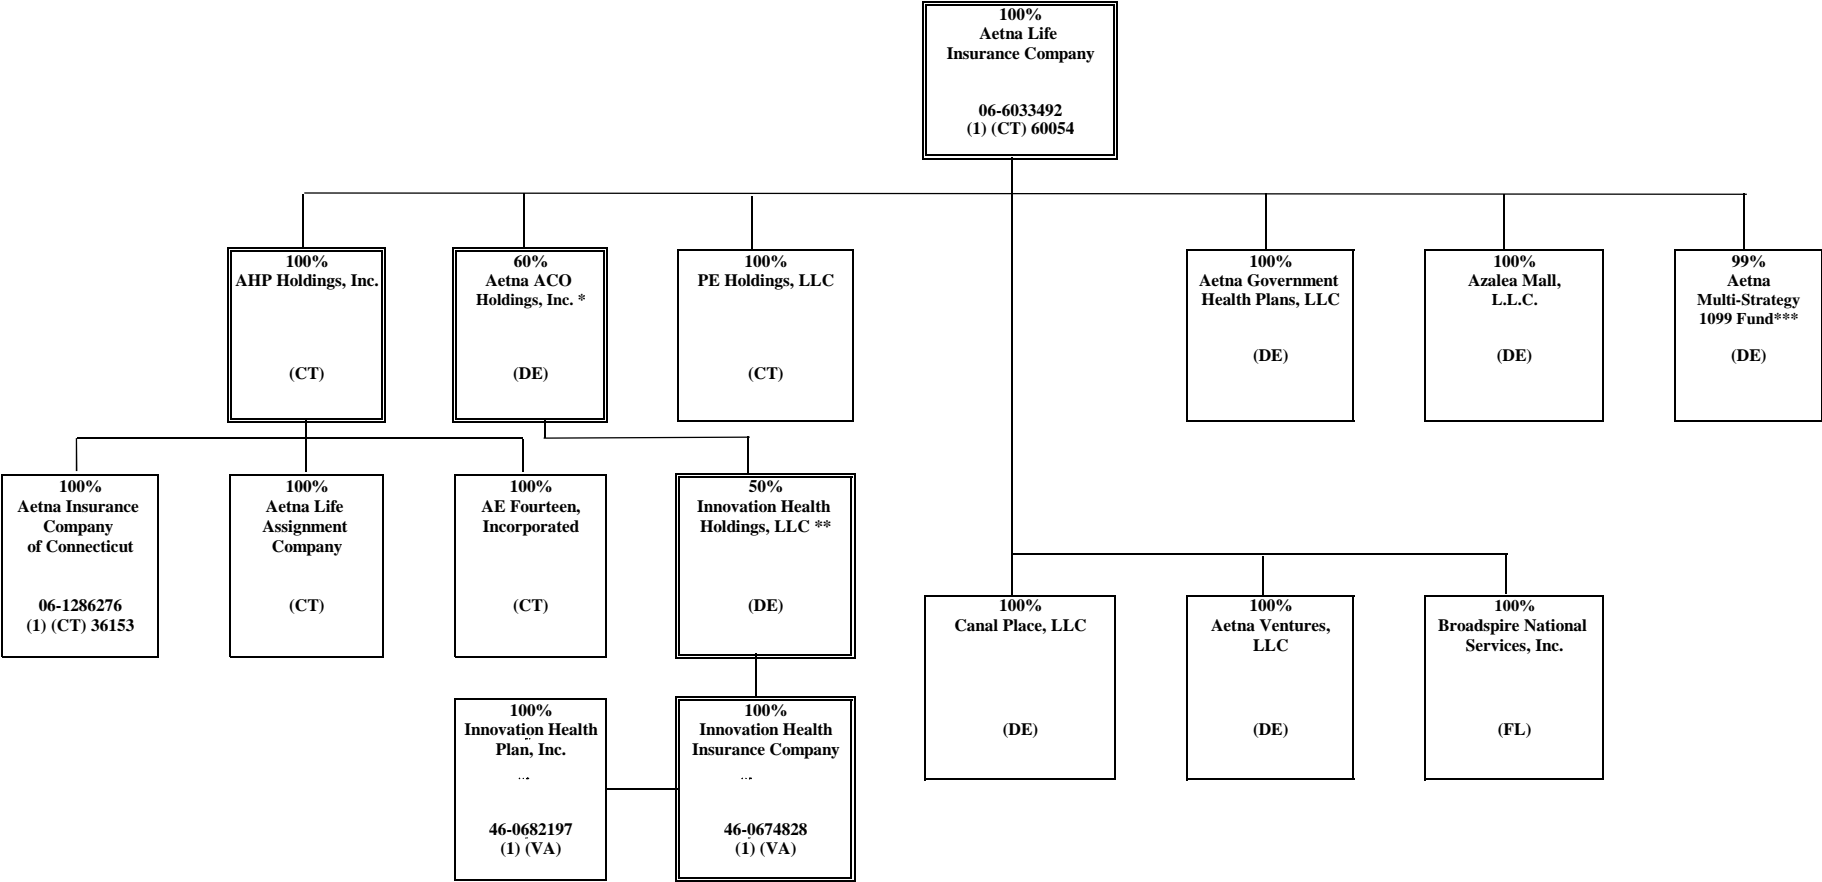 100%
Aetna Life
Insurance Company
06-6033492
(1) (CT) 60054
100%
AHP Holdings, Inc.
(CT)
60%
Aetna ACO
Holdings, Inc. *
(DE)
100%
PE Holdings, LLC
(CT)
100%
Aetna Government
Health Plans, LLC
(DE)
100%
Azalea Mall,
L.L.C.
(DE)
99%
Aetna
Multi-Strategy
1099 Fund***
(DE)
100%
Aetna Insurance
Company
of Connecticut
06-1286276
(1) (CT) 36153
100%
Aetna Life
Assignment
Company
(CT)
100%
AE Fourteen,
Incorporated
(CT)
50%
Innovation Health
Holdings, LLC **
(DE)
100%
Canal Place, LLC
(DE)
100%
Aetna Ventures,
LLC
(DE)
100%
Broadspire National
Services, Inc.
(FL)
100%
Innovation Health
Plan, Inc.
46-0682197
(1) (VA)
100%
Innovation Health
Insurance Company
46-0674828
(1) (VA)